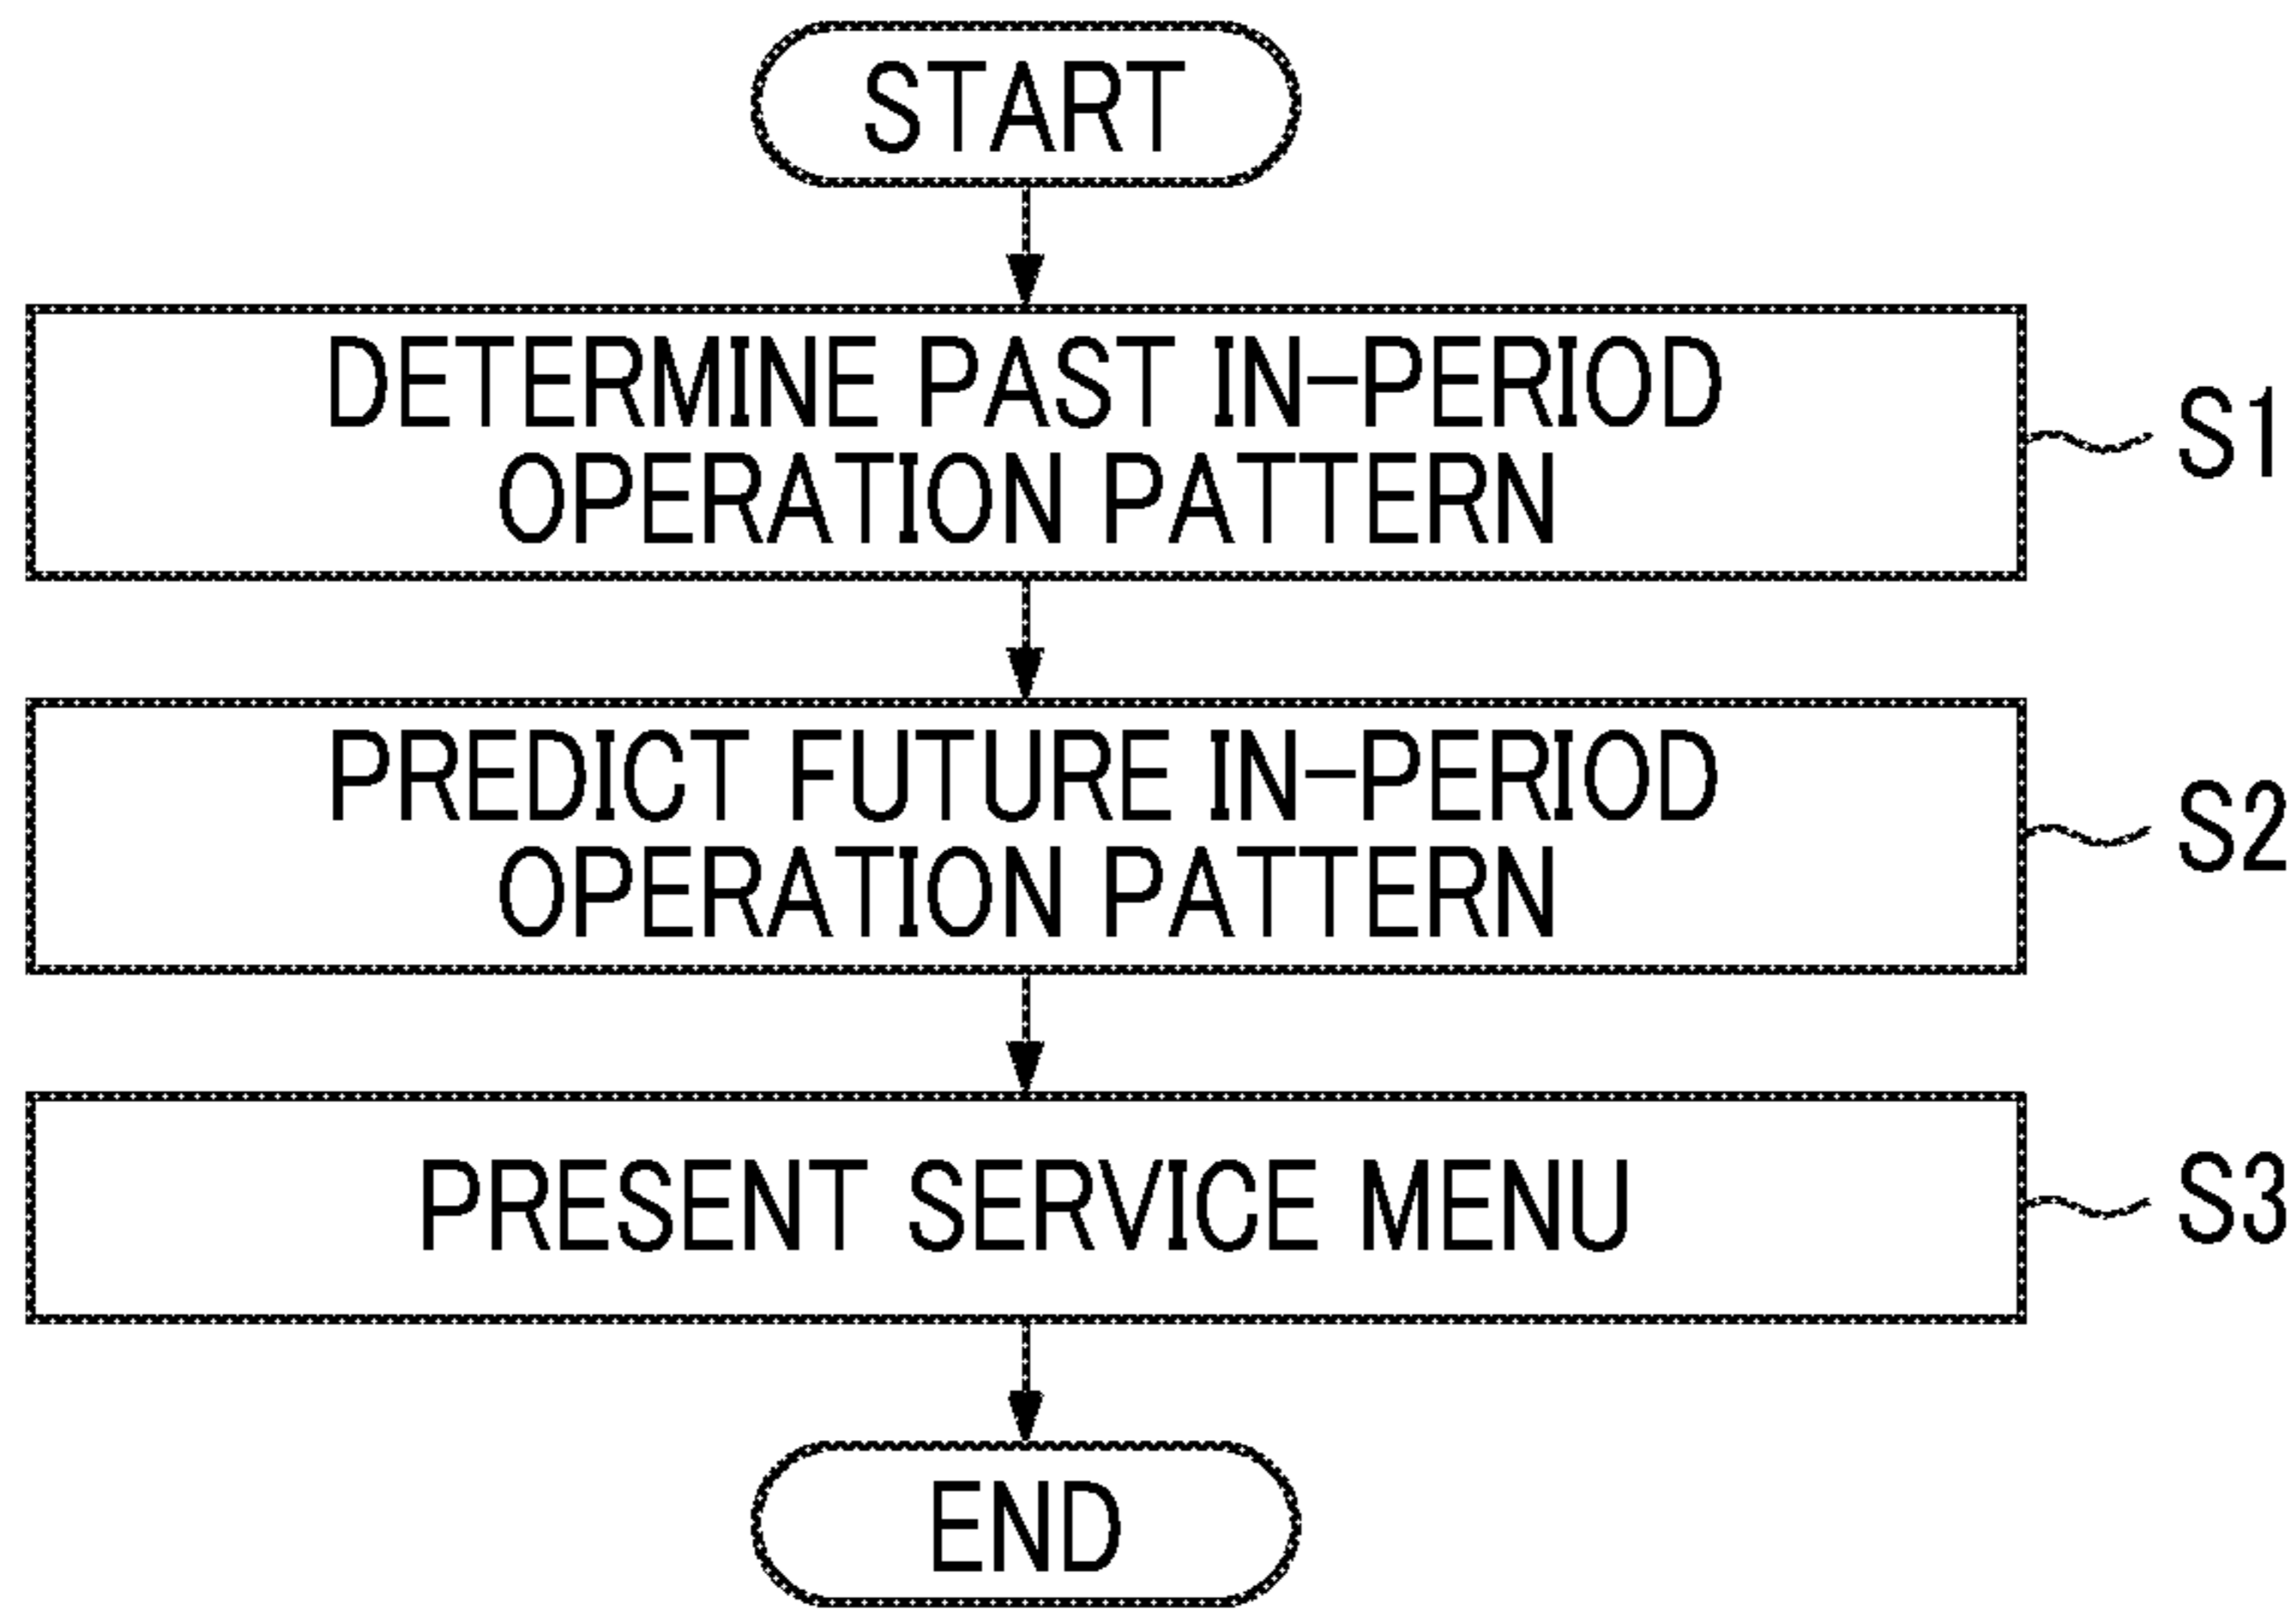 START
DETERMINE PAST IN-PERIOD
OPERATION PATTERN
S1
PREDICT FUTURE IN-PERIOD
OPERATION PATTERN
S2
PRESENT SERVICE MENU
S3
END